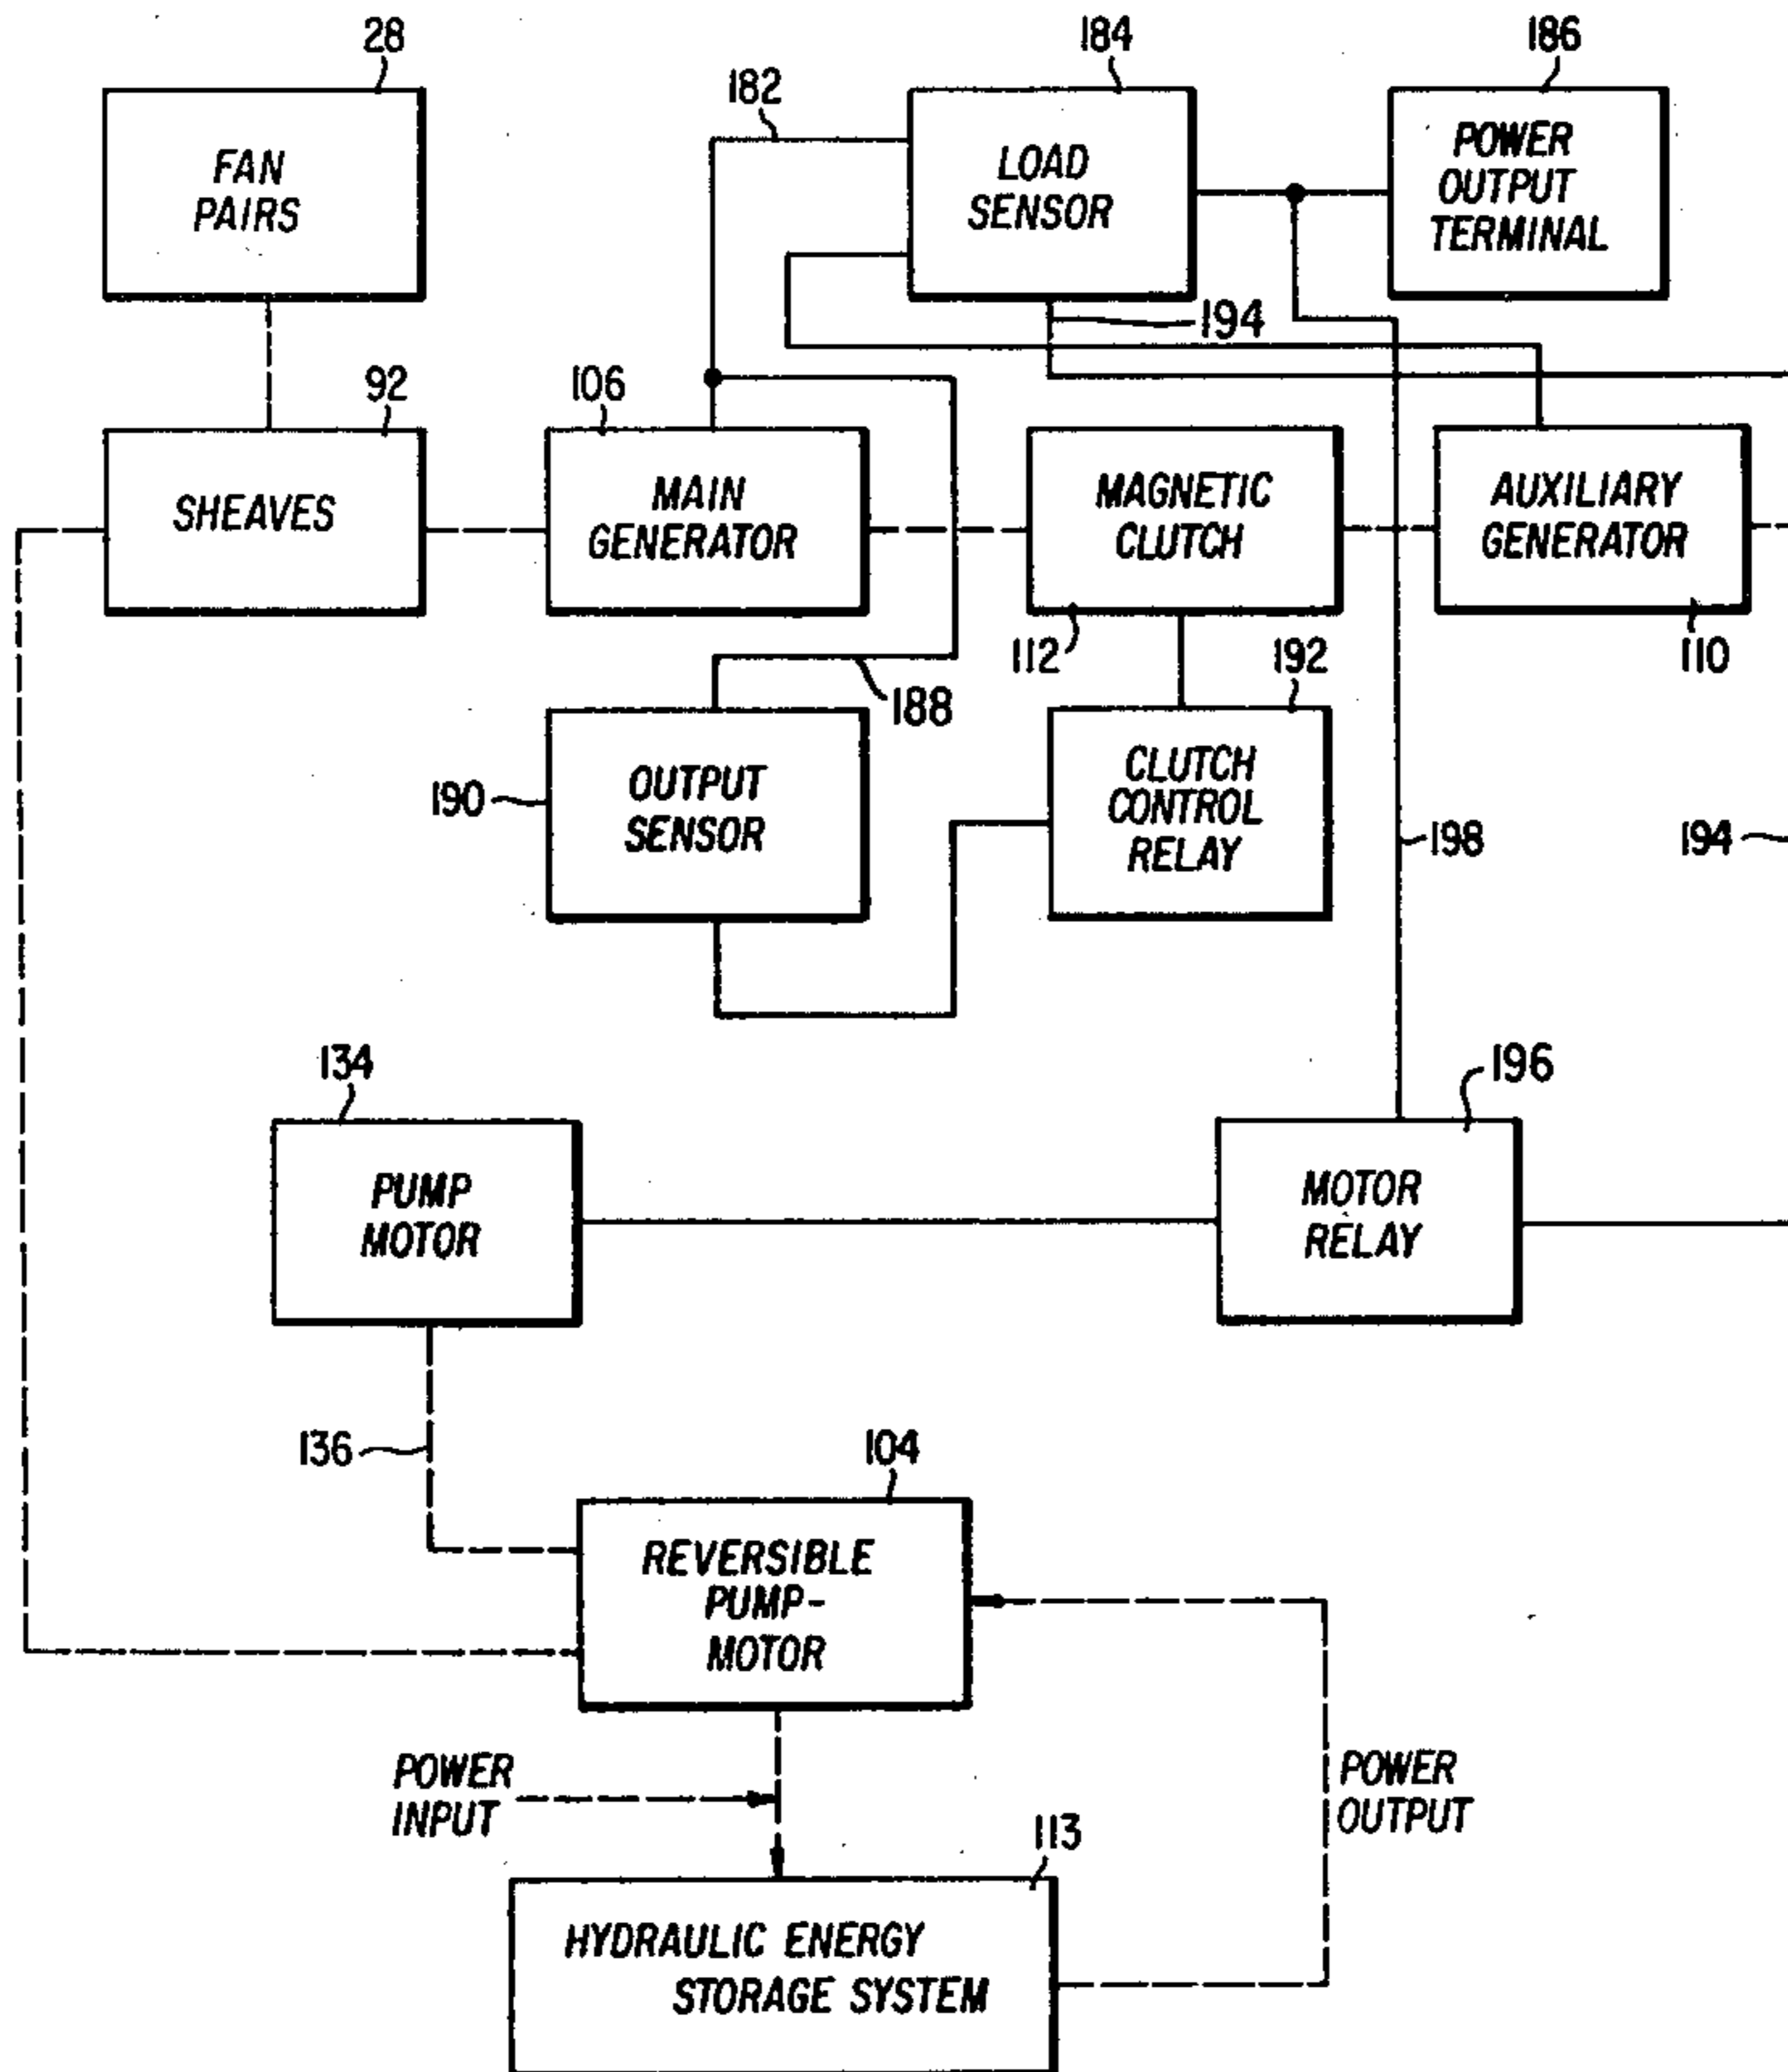 28
184
186
182
FAN
PAIRS
LOAD
SENSOR
POWER
OUTPUT
TERMINAL
194
92
106
SHEAVES
MAIN
GENERATOR
MAGNETIC
CLUTCH
AUXILIARY
GENERATOR
112
192
110
188
190
OUTPUT
SENSOR
CLUTCH
CONTROL
RELAY
198
194
134
196
PUMP
MOTOR
MOTOR
RELAY
136
104
REVERSIBLE
PUMP-
MOTOR
POWER
INPUT
POWER
OUTPUT
113
HYDRAULIC ENERGY
STORAGE SYSTEM